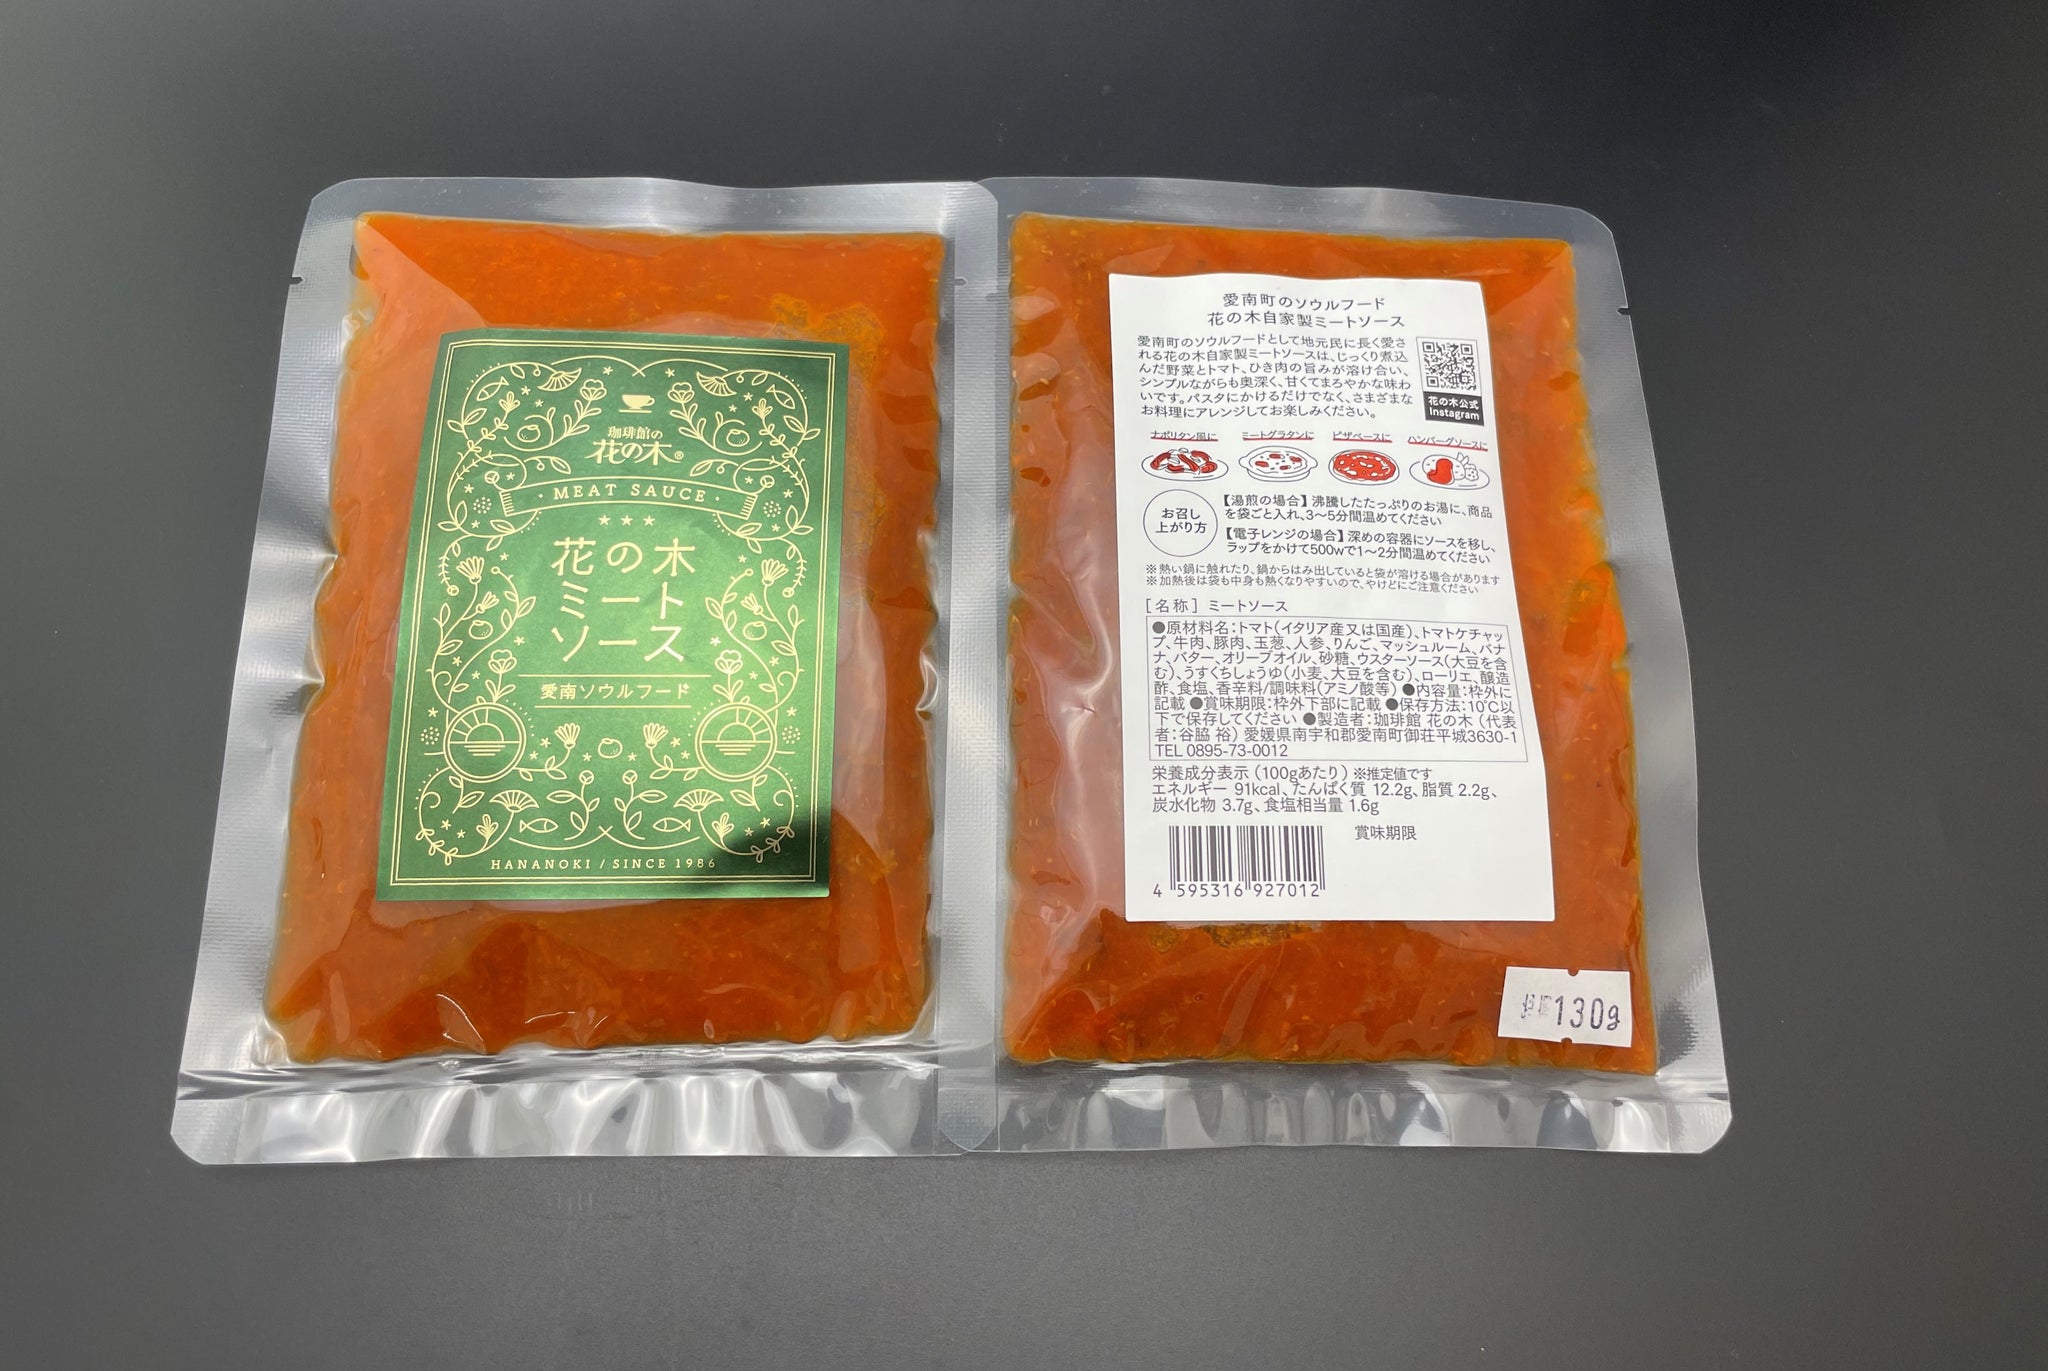 珈琲館の
花の木®
・MEAT SAUCE・
花の木
ミート
ソース
愛南ソウルフード
HANANOKI / SINCE 1986
愛南町のソウルフード
花の木自家製ミートソース
愛南町のソウルフードとして地元民に長く愛さ
れる花の木自家製ミートソースは、じっくり煮込
んだ野菜とトマト、ひき肉の旨みが溶け合い、
シンプルながらも奥深く、甘くてまろやかな味わ
いです。パスタにかけるだけでなく、さまざまな
お料理にアレンジしてお楽しみください。
花の木公式
Instagram
ナポリタン風に
ミートグラタンに
ピザベースに
ハンバーグソースに
お召し
上がり方
【湯煎の場合】沸騰したたっぷりのお湯に、商品
を袋ごと入れ、3〜5分間温めてください
【電子レンジの場合】深めの容器にソースを移し、
ラップをかけて500wで1〜2分間温めてください
※熱い鍋に触れたり、鍋からはみ出していると袋が溶ける場合があります
※加熱後は袋も中身も熱くなりやすいので、やけどにご注意ください
[名称] ミートソース
●原材料名:トマト(イタリア産又は国産)、トマトケチャッ
プ、牛肉、豚肉、玉葱、人参、りんご、マッシュルーム、バナ
ナ、バター、オリーブオイル、砂糖、ウスターソース(大豆を含
む)、うすくちしょうゆ(小麦、大豆を含む)、ローリエ、醸造
酢、食塩、香辛料/調味料(アミノ酸等) ●内容量:枠外に
記載 ●賞味期限:枠外下部に記載 ●保存方法:10℃以
下で保存してください ●製造者:珈琲館 花の木 (代表
者:谷脇 裕) 愛媛県南宇和郡愛南町御荘平城3630-1
TEL 0895-73-0012
栄養成分表示 (100gあたり) ※推定値です
エネルギー 91kcal、たんぱく質 12.2g、脂質 2.2g、
炭水化物 3.7g、食塩相当量 1.6g
賞味期限
4 595316 927012
130g